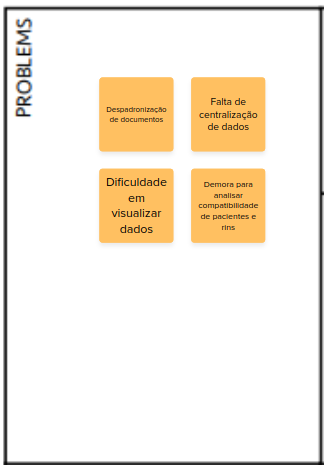 PROBLEMS
Despadronização
de documentos
Falta de
centralização
de dados
Dificuldade
em
visualizar
dados
Demora para
analisar
compatibilidade
de pacientes e
rins